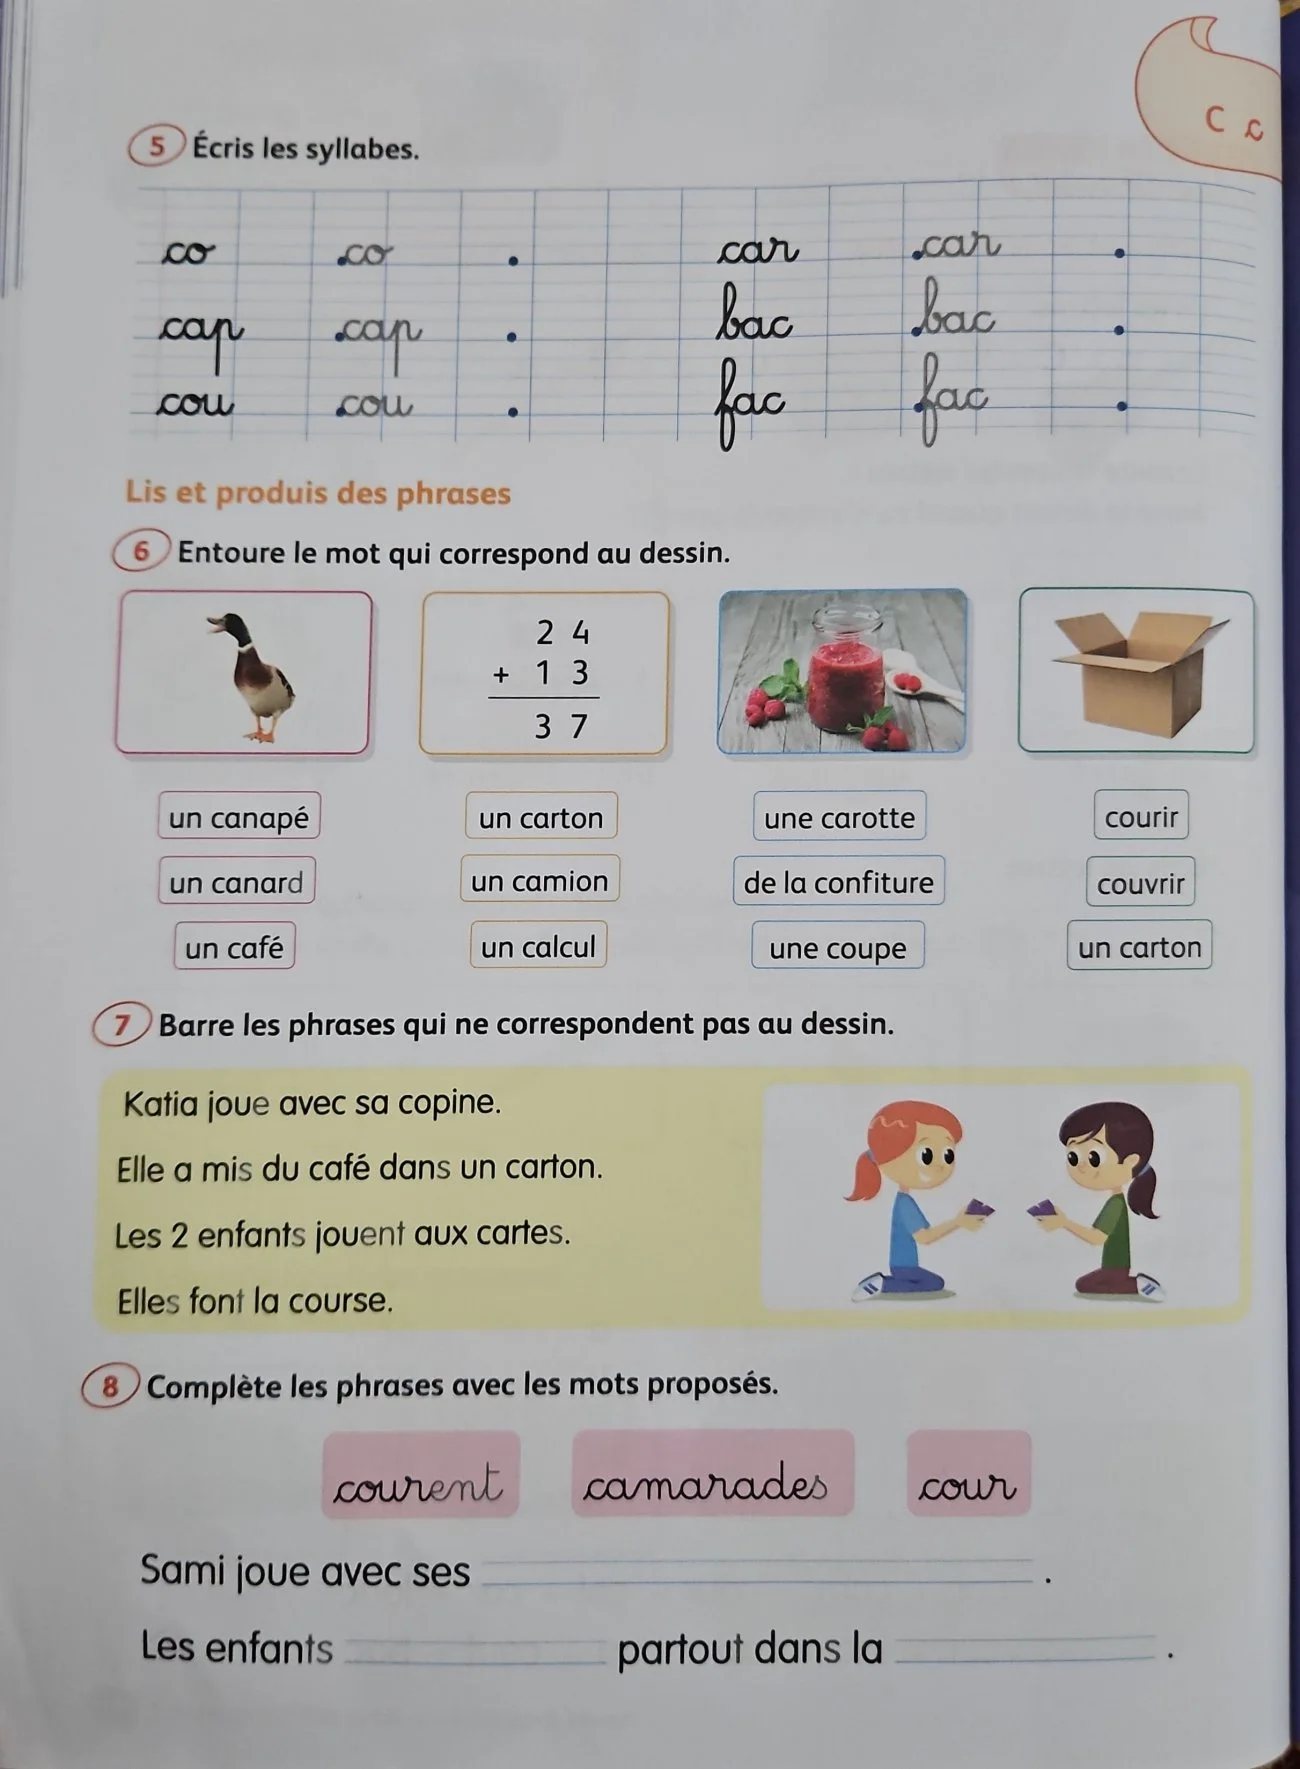 C c
5 Écris les syllabes.
co co . car car .
cap cap . bac bac .
cou cou . fac fac .
Lis et produis des phrases
6 Entoure le mot qui correspond au dessin.
2 4
+ 1 3
3 7
un canapé un carton une carotte courir
un canard un camion de la confiture couvrir
un café un calcul une coupe un carton
7 Barre les phrases qui ne correspondent pas au dessin.
Katia joue avec sa copine.
Elle a mis du café dans un carton.
Les 2 enfants jouent aux cartes.
Elles font la course.
8 Complète les phrases avec les mots proposés.
courent camarades cour
Sami joue avec ses .
Les enfants partout dans la .